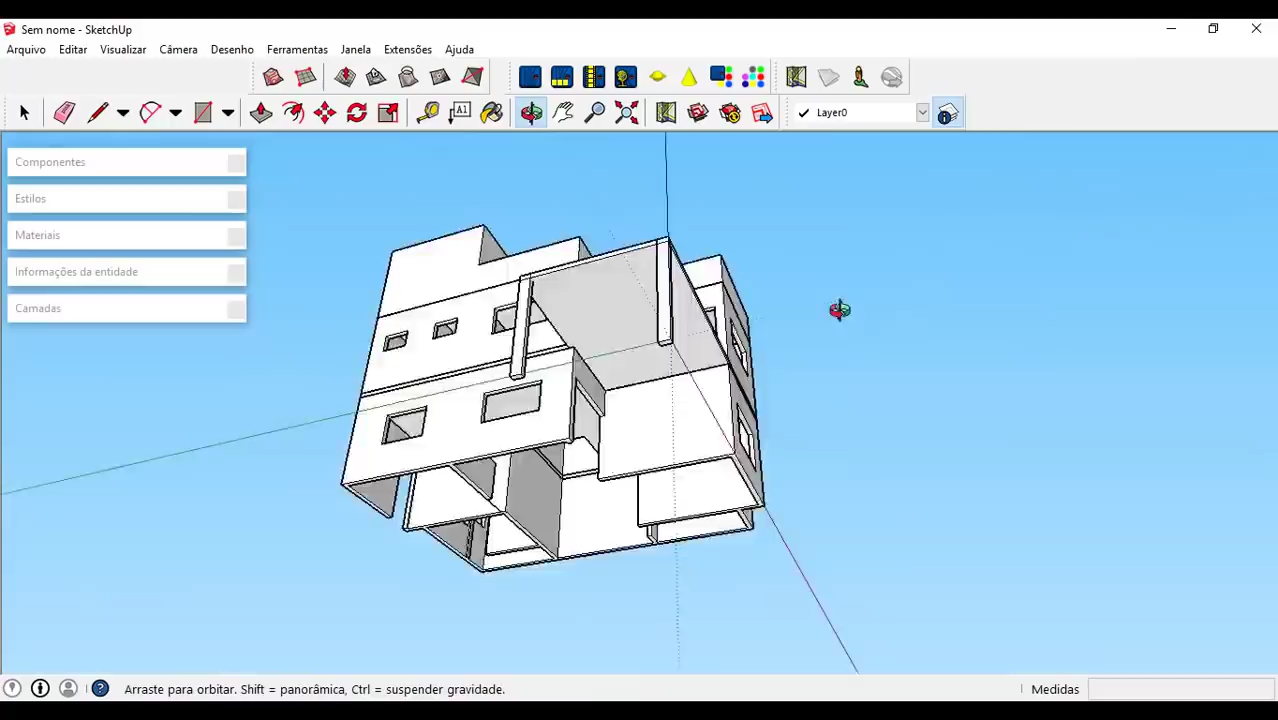 Sem nome - SketchUp
Arquivo Editar Visualizar Câmera Desenho Ferramentas Janela Extensões Ajuda
A1
Layer0
Componentes
Estilos
Materiais
Informações da entidade
Camadas
Arraste para orbitar. Shift = panorâmica, Ctrl = suspender gravidade.
Medidas